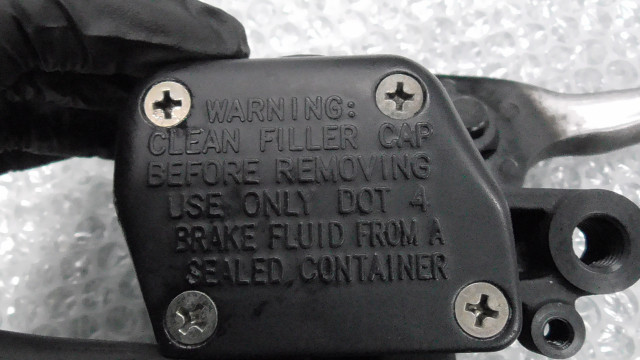 WARNING:
CLEAN FILLER CAP
BEFORE REMOVING
USE ONLY DOT 4
BRAKE FLUID FROM A
SEALED CONTAINER